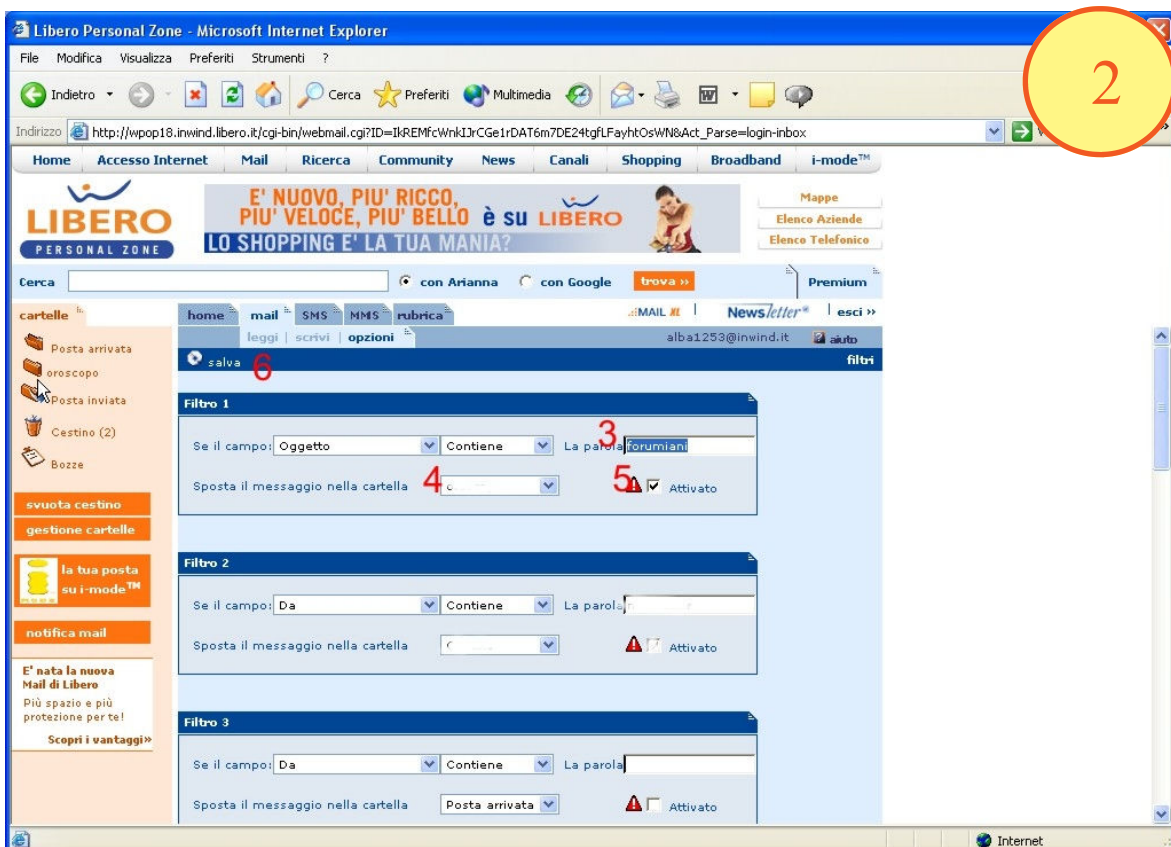 Libero Personal Zone - Microsoft Internet Explorer
2
File Modifica Visualizza Preferiti Strumenti ?
Indietro Cerca Preferiti Multimedia
Indirizzo http://wpop18.inwind.libero.it/cgi-bin/webmail.cgi?ID=IkREMfcWnkIJrCGe1rDAT6m7DE24tgfLFayhtOsWN&Act_Parse=login-inbox
Home Accesso Internet Mail Ricerca Community News Canali Shopping Broadband i-mode™
LIBERO
PERSONAL ZONE
E' NUOVO, PIU' RICCO,
PIU' VELOCE, PIU' BELLO è su LIBERO
LO SHOPPING E' LA TUA MANIA?
Mappe
Elenco Aziende
Elenco Telefonico
Cerca con Arianna con Google trova » Premium
cartelle home mail SMS MMS rubrica MAIL XL Newsletter esci »
leggi | scrivi | opzioni alba1253@inwind.it aiuto
salva 6 filtri
Posta arrivata
oroscopo
Posta inviata
Cestino (2)
Bozze
svuota cestino
gestione cartelle
la tua posta
su i-mode™
notifica mail
E' nata la nuova
Mail di Libero
Più spazio e più
protezione per te!
Scopri i vantaggi»
Filtro 1
Se il campo: Oggetto Contiene La parola 3 forumiani
Sposta il messaggio nella cartella 4 5 Attivato
Filtro 2
Se il campo: Da Contiene La parola
Sposta il messaggio nella cartella Attivato
Filtro 3
Se il campo: Da Contiene La parola
Sposta il messaggio nella cartella Posta arrivata Attivato
Internet